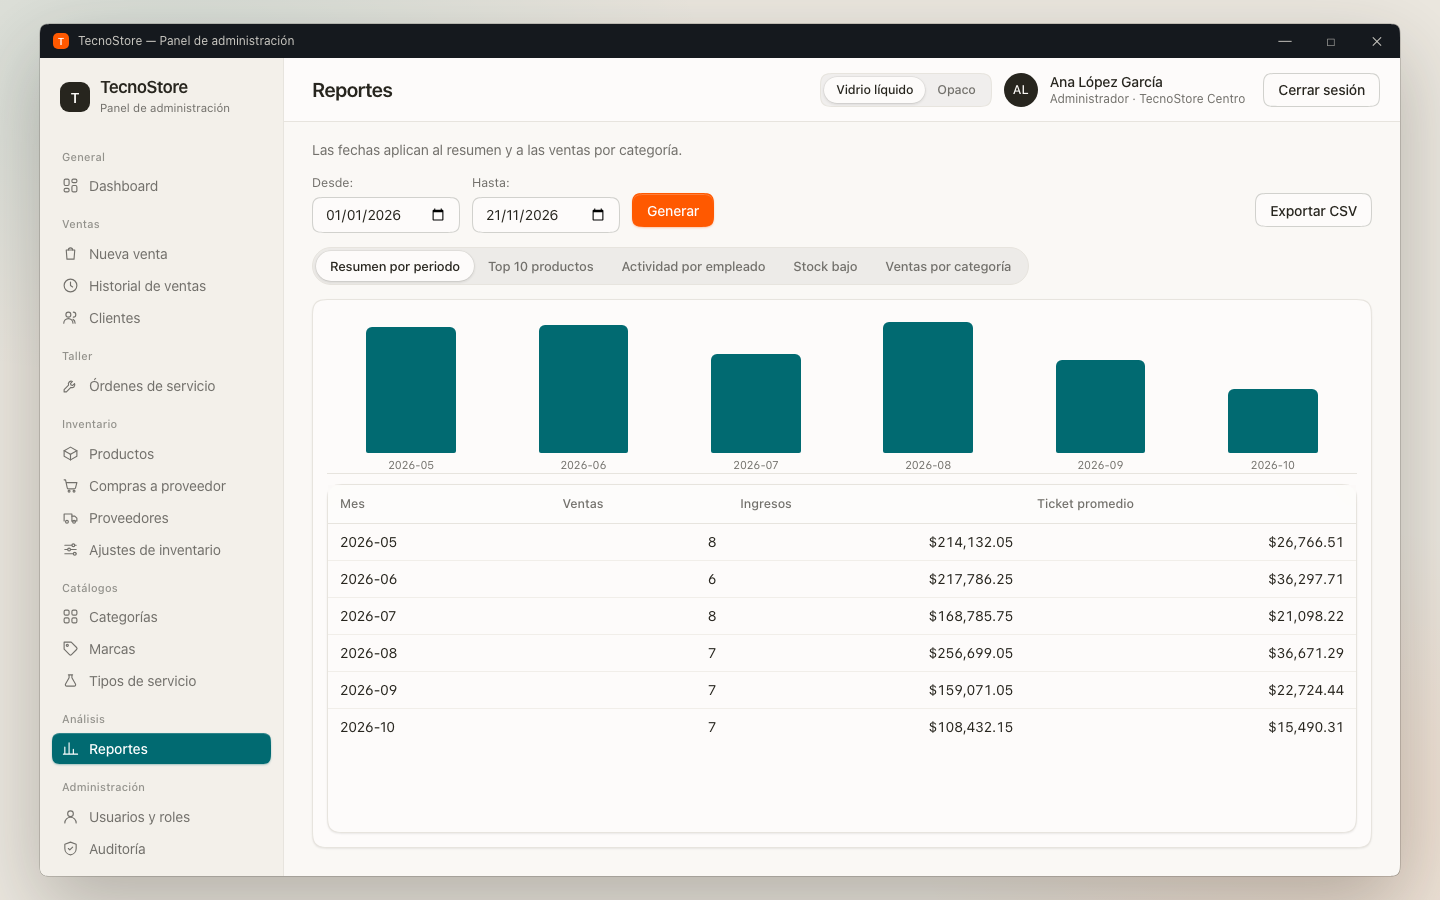 T TecnoStore — Panel de administración
T TecnoStore
Panel de administración
General
Dashboard
Ventas
Nueva venta
Historial de ventas
Clientes
Taller
Órdenes de servicio
Inventario
Productos
Compras a proveedor
Proveedores
Ajustes de inventario
Catálogos
Categorías
Marcas
Tipos de servicio
Análisis
Reportes
Administración
Usuarios y roles
Auditoría
Reportes
Vidrio líquido Opaco
AL
Ana López García
Administrador · TecnoStore Centro
Cerrar sesión
Las fechas aplican al resumen y a las ventas por categoría.
Desde: Hasta:
01/01/2026 21/11/2026 Generar Exportar CSV
Resumen por periodo Top 10 productos Actividad por empleado Stock bajo Ventas por categoría
2026-05 2026-06 2026-07 2026-08 2026-09 2026-10
Mes Ventas Ingresos Ticket promedio
2026-05 8 $214,132.05 $26,766.51
2026-06 6 $217,786.25 $36,297.71
2026-07 8 $168,785.75 $21,098.22
2026-08 7 $256,699.05 $36,671.29
2026-09 7 $159,071.05 $22,724.44
2026-10 7 $108,432.15 $15,490.31